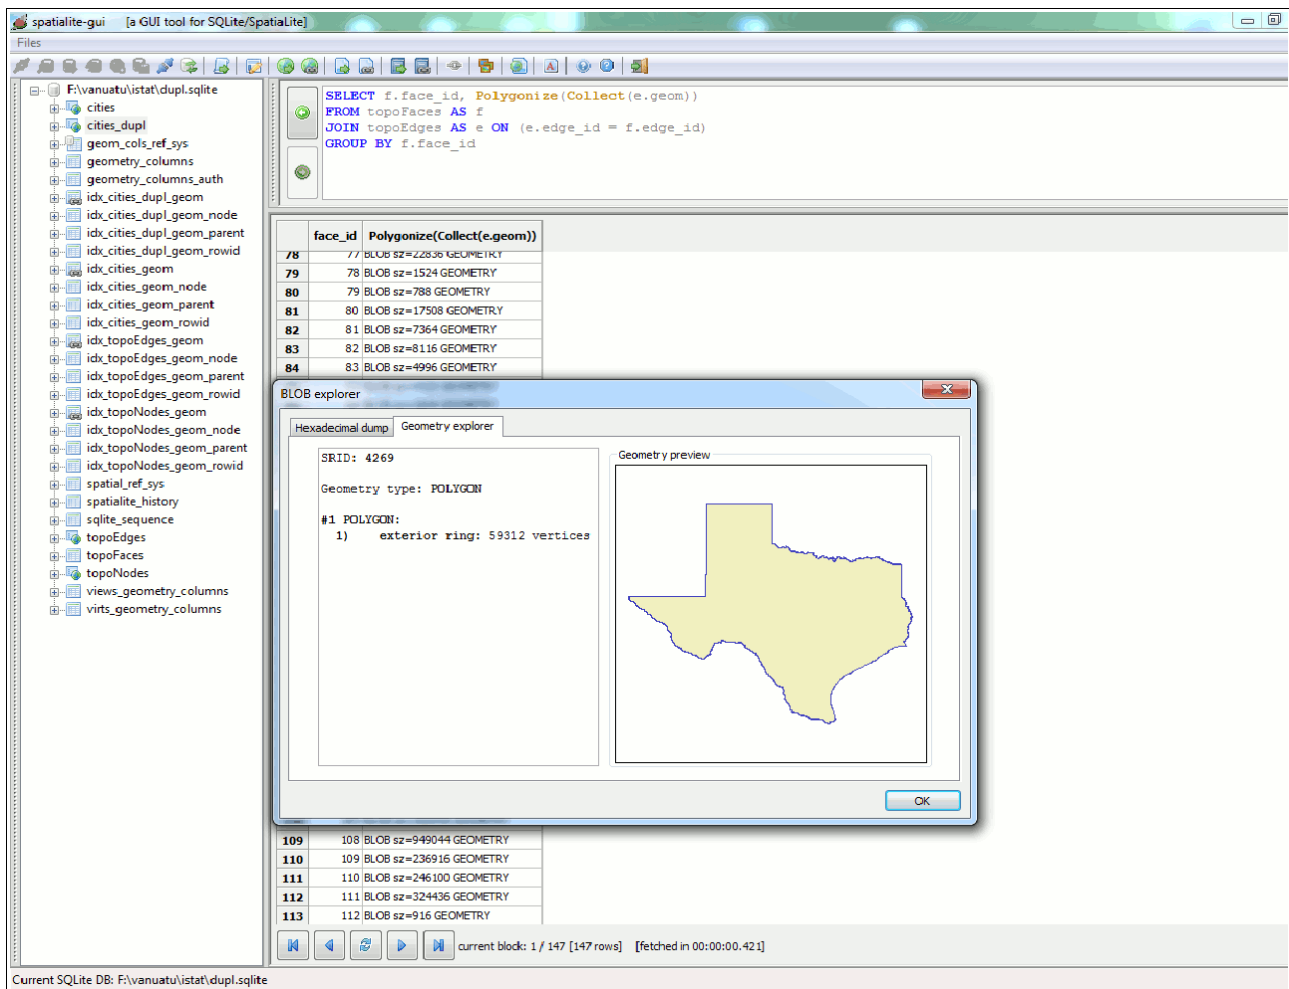 spatialite-gui [a GUI tool for SQLite/SpatiaLite]
Files
F:\vanuatu\istat\dupl.sqlite
cities
cities_dupl
geom_cols_ref_sys
geometry_columns
geometry_columns_auth
idx_cities_dupl_geom
idx_cities_dupl_geom_node
idx_cities_dupl_geom_parent
idx_cities_dupl_geom_rowid
idx_cities_geom
idx_cities_geom_node
idx_cities_geom_parent
idx_cities_geom_rowid
idx_topoEdges_geom
idx_topoEdges_geom_node
idx_topoEdges_geom_parent
idx_topoEdges_geom_rowid
idx_topoNodes_geom
idx_topoNodes_geom_node
idx_topoNodes_geom_parent
idx_topoNodes_geom_rowid
spatial_ref_sys
spatialite_history
sqlite_sequence
topoEdges
topoFaces
topoNodes
views_geometry_columns
virts_geometry_columns
SELECT f.face_id, Polygonize(Collect(e.geom))
FROM topoFaces AS f
JOIN topoEdges AS e ON (e.edge_id = f.edge_id)
GROUP BY f.face_id
face_id Polygonize(Collect(e.geom))
78 77 BLOB sz=22836 GEOMETRY
79 78 BLOB sz=1524 GEOMETRY
80 79 BLOB sz=788 GEOMETRY
81 80 BLOB sz=17508 GEOMETRY
82 81 BLOB sz=7364 GEOMETRY
83 82 BLOB sz=8116 GEOMETRY
84 83 BLOB sz=4996 GEOMETRY
BLOB explorer
Hexadecimal dump Geometry explorer
SRID: 4269
Geometry type: POLYGON
#1 POLYGON:
1) exterior ring: 59312 vertices
Geometry preview
OK
109 108 BLOB sz=949044 GEOMETRY
110 109 BLOB sz=236916 GEOMETRY
111 110 BLOB sz=246100 GEOMETRY
112 111 BLOB sz=324436 GEOMETRY
113 112 BLOB sz=916 GEOMETRY
current block: 1 / 147 [147 rows] [fetched in 00:00:00.421]
Current SQLite DB: F:\vanuatu\istat\dupl.sqlite